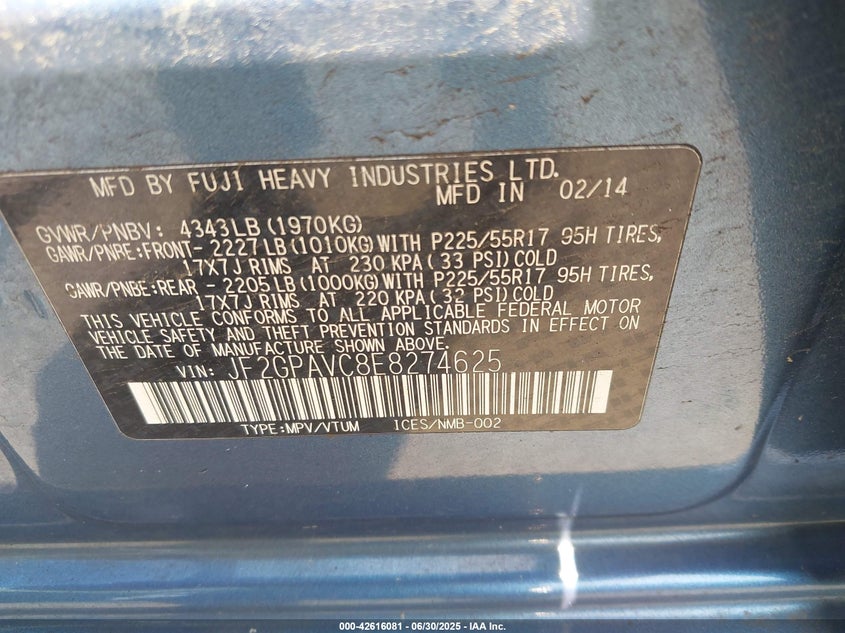 MFD BY FUJI HEAVY INDUSTRIES LTD.
MFD IN 02/14
GVWR/PNBV: 4343LB (1970KG)
GAWR/PNBE:FRONT- 2227LB (1010KG) WITH P225/55R17 95H TIRES,
17X7J RIMS AT 230 KPA ( 33 PSI) COLD
GAWR/PNBE:REAR - 2205LB (1000KG) WITH P225/55R17 95H TIRES,
17X7J RIMS AT 220 KPA ( 32 PSI) COLD
THIS VEHICLE CONFORMS TO ALL APPLICABLE FEDERAL MOTOR
VEHICLE SAFETY AND THEFT PREVENTION STANDARDS IN EFFECT ON
THE DATE OF MANUFACTURE SHOWN ABOVE.
VIN: JF2GPAVC8E8274625
TYPE:MPV/VTUM ICES/NMB-002
000-42616081 - 06/30/2025 - IAA Inc.